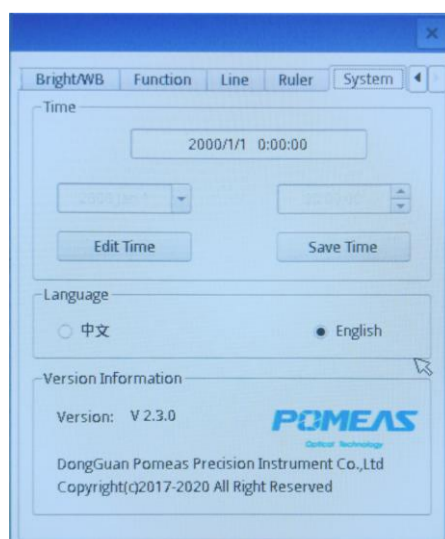 Bright/WB Function Line Ruler System
Time
2000/1/1 0:00:00
Edit Time Save Time
Language
中文 English
Version Information
Version: V 2.3.0
POMEAS
Optical Technology
DongGuan Pomeas Precision Instrument Co.,Ltd
Copyright(c)2017-2020 All Right Reserved